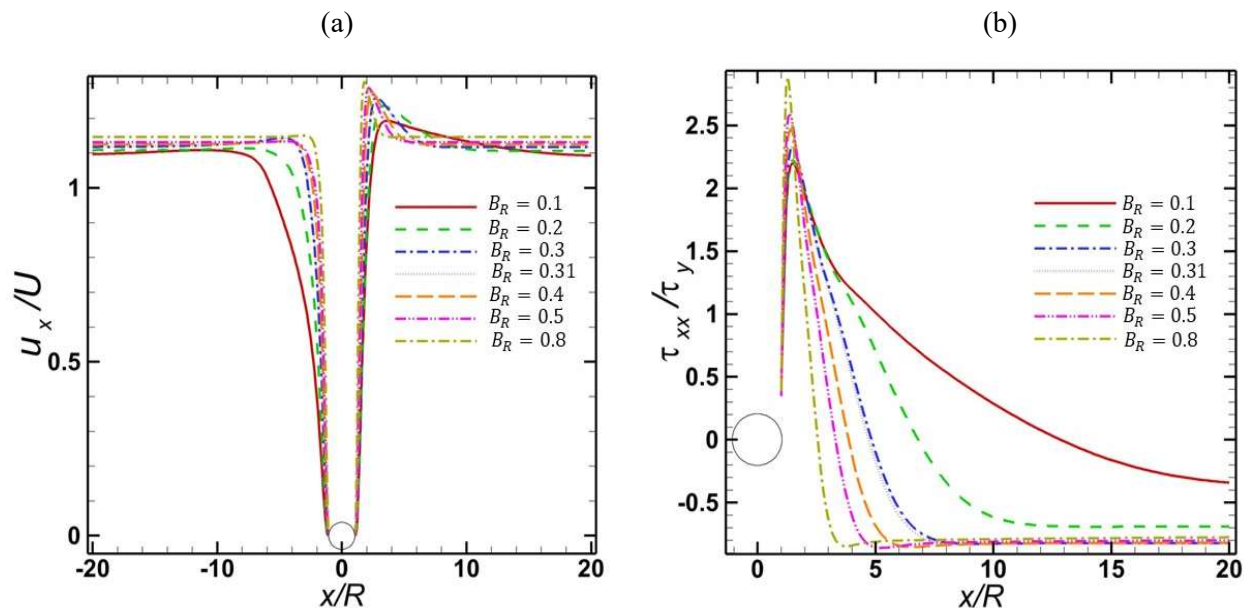 (a)
(b)
u_x/U
1
0.5
0
-20
-10
0
10
20
x/R
B_R = 0.1
B_R = 0.2
B_R = 0.3
B_R = 0.31
B_R = 0.4
B_R = 0.5
B_R = 0.8
τ_xx/τ_y
2.5
2
1.5
1
0.5
0
-0.5
0
5
10
15
20
x/R
B_R = 0.1
B_R = 0.2
B_R = 0.3
B_R = 0.31
B_R = 0.4
B_R = 0.5
B_R = 0.8